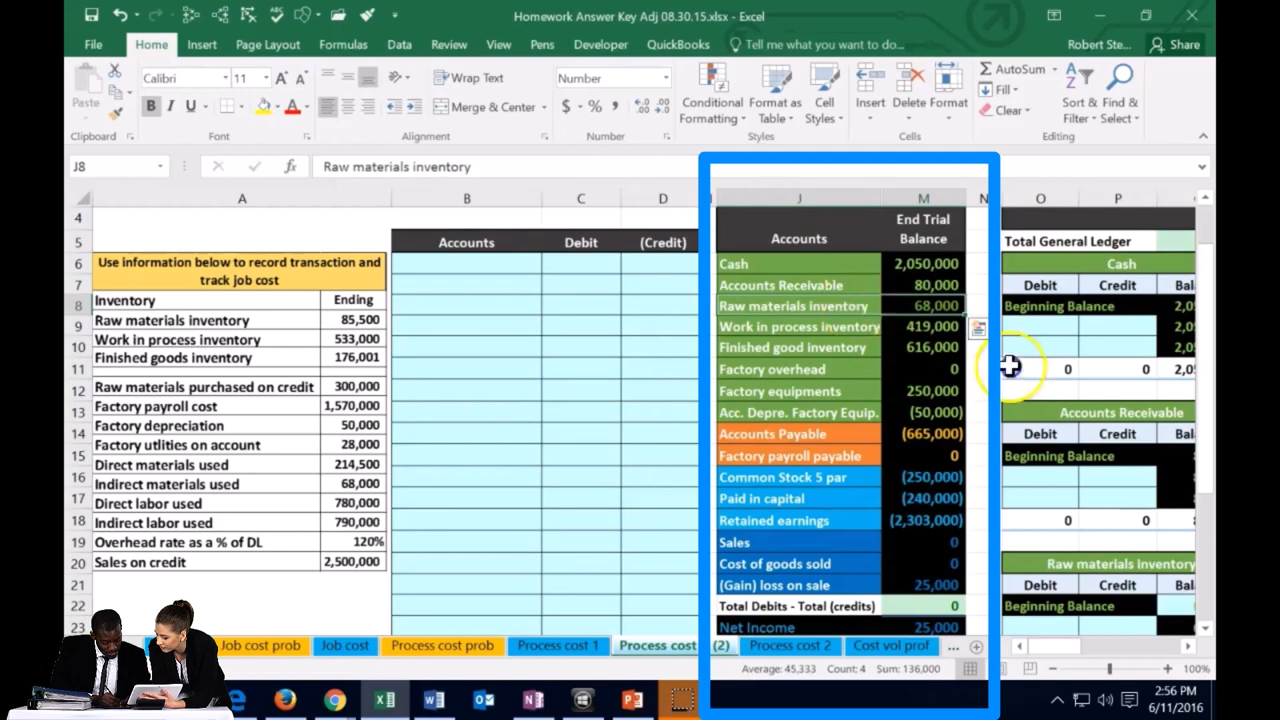 Homework Answer Key Adj 08.30.15.xlsx - Excel
File Home Insert Page Layout Formulas Data Review View Pens Developer QuickBooks Tell me what you want to do... Robert Ste... Share
Calibri 11 Wrap Text Number AutoSum
Paste B I U Merge & Center $ % Conditional Formatting Format as Table Cell Styles Insert Delete Format Fill Clear Sort & Filter Find & Select
Clipboard Font Alignment Number Styles Cells Editing
J8 fx Raw materials inventory
A B C D J M N O P
4 End Trial
5 Accounts Debit (Credit) Accounts Balance Total General Ledger
6 Use information below to record transaction and Cash 2,050,000 Cash
7 track job cost Accounts Receivable 80,000 Debit Credit Bal
8 Inventory Ending Raw materials inventory 68,000 Beginning Balance 2,0
9 Raw materials inventory 85,500 Work in process inventory 419,000 2,0
10 Work in process inventory 533,000 Finished good inventory 616,000 2,0
11 Finished goods inventory 176,001 Factory overhead 0 0 0 2,0
12 Raw materials purchased on credit 300,000 Factory equipments 250,000
13 Factory payroll cost 1,570,000 Acc. Depre. Factory Equip. (50,000) Accounts Receivable
14 Factory depreciation 50,000 Accounts Payable (665,000) Debit Credit Bal
15 Factory utlities on account 28,000 Factory payroll payable 0 Beginning Balance
16 Direct materials used 214,500 Common Stock 5 par (250,000)
17 Indirect materials used 68,000 Paid in capital (240,000)
18 Direct labor used 780,000 Retained earnings (2,303,000) 0 0
Indirect labor used 790,000
19 Overhead rate as a % of DL 120% Sales 0
20 Sales on credit 2,500,000 Cost of goods sold 0 Raw materials Inventory
21 (Gain) loss on sale 25,000 Debit Credit Bal
22 Total Debits - Total (credits) 0 Beginning Balance
23 Net Income 25,000
Job cost prob Job cost Process cost prob Process cost 1 Process cost (2) Process cost 2 Cost vol prof ...
Average: 45,333 Count: 4 Sum: 136,000 100%
2:56 PM
6/11/2016